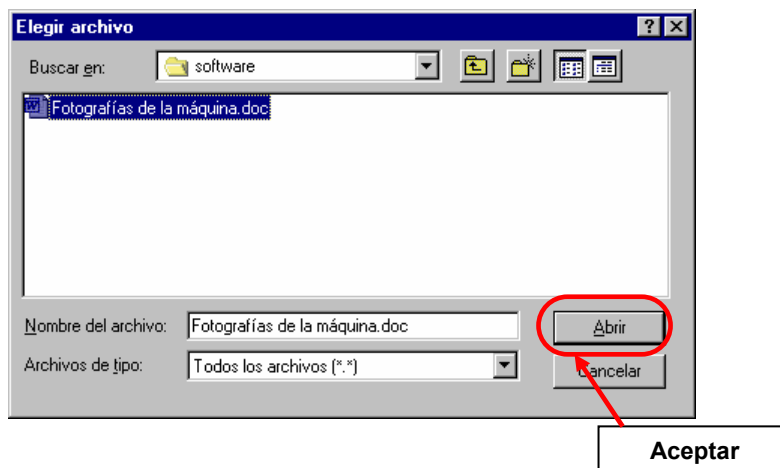 Elegir archivo
Buscar en: software
Fotografías de la máquina.doc
Nombre del archivo: Fotografías de la máquina.doc Abrir
Archivos de tipo: Todos los archivos (*.*) Cancelar
Aceptar